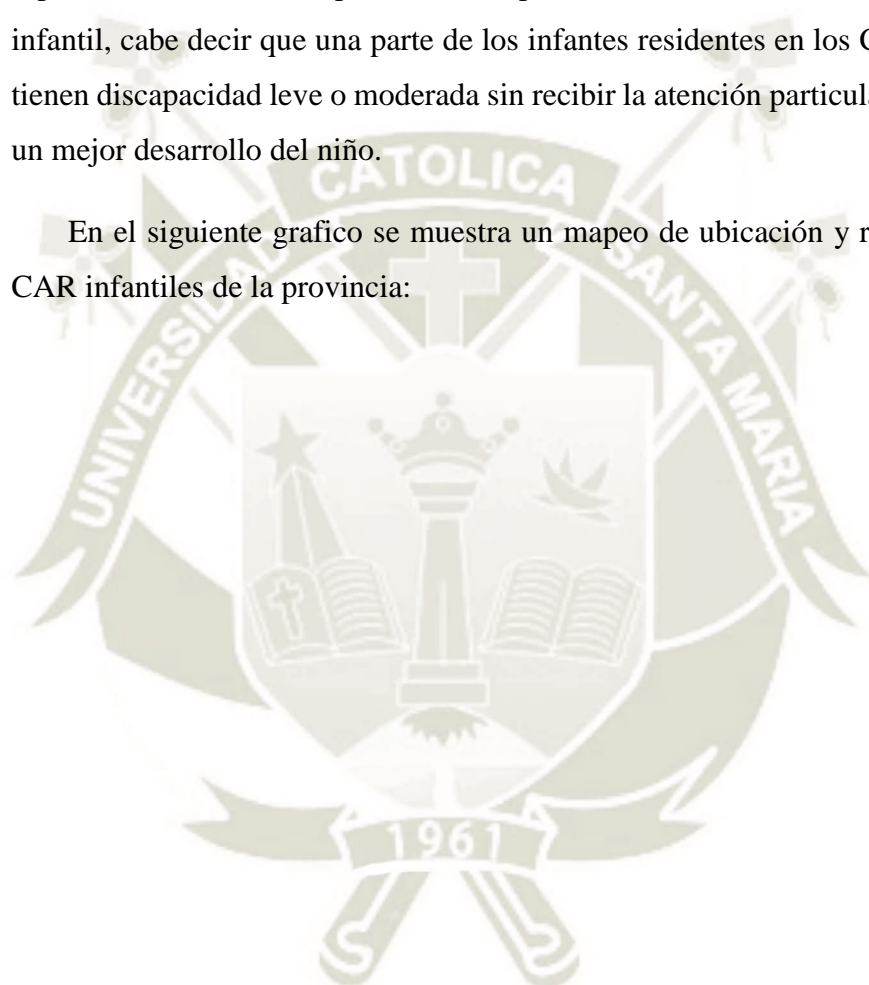 infantil, cabe decir que una parte de los infantes residentes en los
tienen discapacidad leve o moderada sin recibir la atención
un mejor desarrollo del niño.
En el siguiente grafico se muestra un mapeo de ubicación y
CAR infantiles de la provincia:
UNIVERSIDAD CATOLICA SANTA MARIA
1961